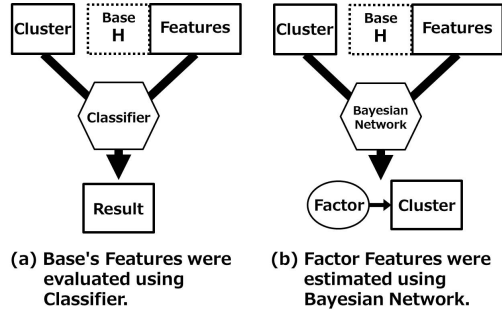 Cluster
Base
H
Features
Classifier
Result
(a) Base's Features were
evaluated using
Classifier.
Cluster
Base
H
Features
Bayesian
Network
Factor
Cluster
(b) Factor Features were
estimated using
Bayesian Network.